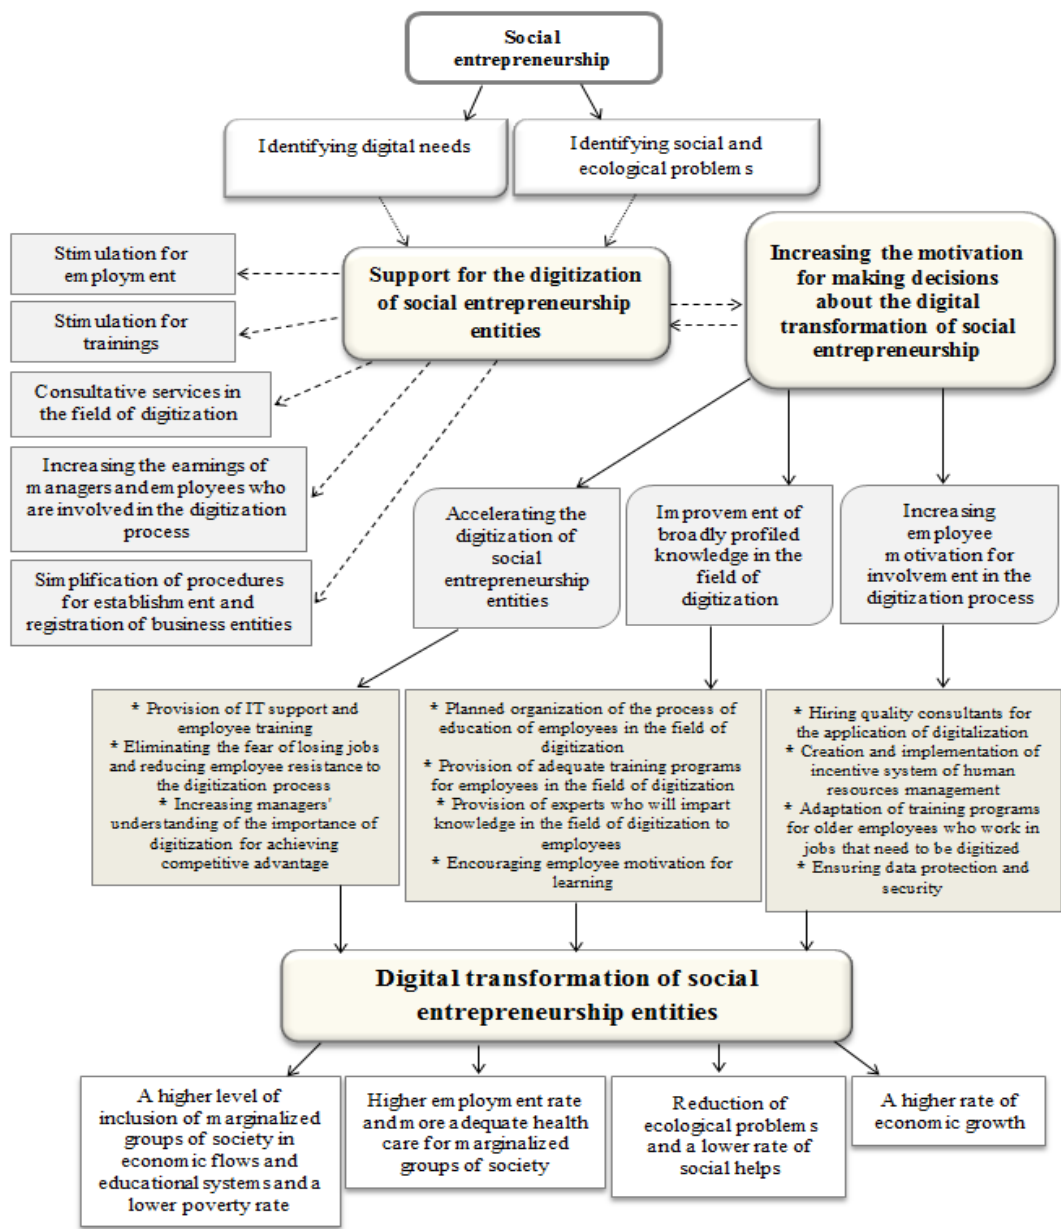 Social
entrepreneurship
Identifying digital needs
Identifying social and
ecological problems
Stimulation for
employment
Stimulation for
trainings
Consultative services in
the field of digitization
Increasing the earnings of
managers and employees who
are involved in the digitization
process
Simplification of procedures
for establishment and
registration of business entities
Support for the digitization
of social entrepreneurship
entities
Increasing the motivation
for making decisions
about the digital
transformation of social
entrepreneurship
Accelerating the
digitization of
social
entrepreneurship
entities
Improvement of
broadly profiled
knowledge in the
field of
digitization
Increasing
employee
motivation for
involvement in the
digitization process
* Provision of IT support and
employee training
* Eliminating the fear of losing jobs
and reducing employee resistance to
the digitization process
* Increasing managers'
understanding of the importance of
digitization for achieving
competitive advantage
* Planned organization of the process of
education of employees in the field of
digitization
* Provision of adequate training programs
for employees in the field of digitization
* Provision of experts who will impart
knowledge in the field of digitization to
employees
* Encouraging employee motivation for
learning
* Hiring quality consultants for
the application of digitalization
* Creation and implementation of
incentive system of human
resources management
* Adaptation of training programs
for older employees who work in
jobs that need to be digitized
* Ensuring data protection and
security
Digital transformation of social
entrepreneurship entities
A higher level of
inclusion of marginalized
groups of society in
economic flows and
educational systems and a
lower poverty rate
Higher employment rate
and more adequate health
care for marginalized
groups of society
Reduction of
ecological problems
and a lower rate of
social helps
A higher rate of
economic growth